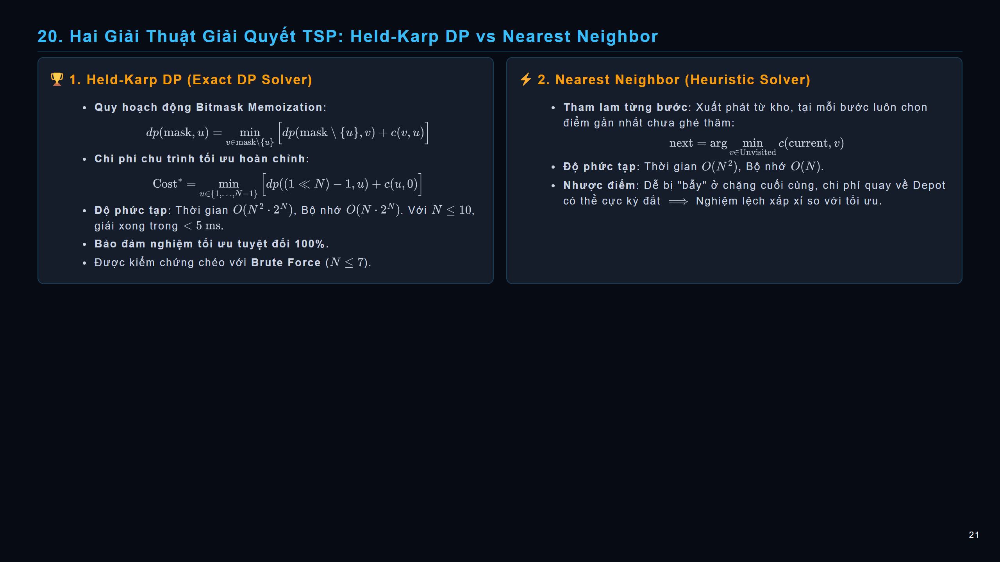 20. Hai Giải Thuật Giải Quyết TSP: Held-Karp DP vs Nearest Neighbor
🏆 1. Held-Karp DP (Exact DP Solver)
• Quy hoạch động Bitmask Memoization:
$dp(\text{mask}, u) = \min_{v \in \text{mask} \setminus \{u\}} \left[ dp(\text{mask} \setminus \{u\}, v) + c(v, u) \right]$
• Chi phí chu trình tối ưu hoàn chỉnh:
$\text{Cost}^* = \min_{u \in \{1, \ldots, N-1\}} \left[ dp((1 \ll N) - 1, u) + c(u, 0) \right]$
• Độ phức tạp: Thời gian $O(N^2 \cdot 2^N)$, Bộ nhớ $O(N \cdot 2^N)$. Với $N \leq 10$,
giải xong trong $< 5 \text{ ms}$.
• Bảo đảm nghiệm tối ưu tuyệt đối 100%.
• Được kiểm chứng chéo với Brute Force ($N \leq 7$).
⚡ 2. Nearest Neighbor (Heuristic Solver)
• Tham lam từng bước: Xuất phát từ kho, tại mỗi bước luôn chọn
điểm gần nhất chưa ghé thăm:
$\text{next} = \arg \min_{v \in \text{Unvisited}} c(\text{current}, v)$
• Độ phức tạp: Thời gian $O(N^2)$, Bộ nhớ $O(N)$.
• Nhược điểm: Dễ bị "bẫy" ở chặng cuối cùng, chi phí quay về Depot
có thể cực kỳ đắt $\implies$ Nghiệm lệch xấp xỉ so với tối ưu.
21